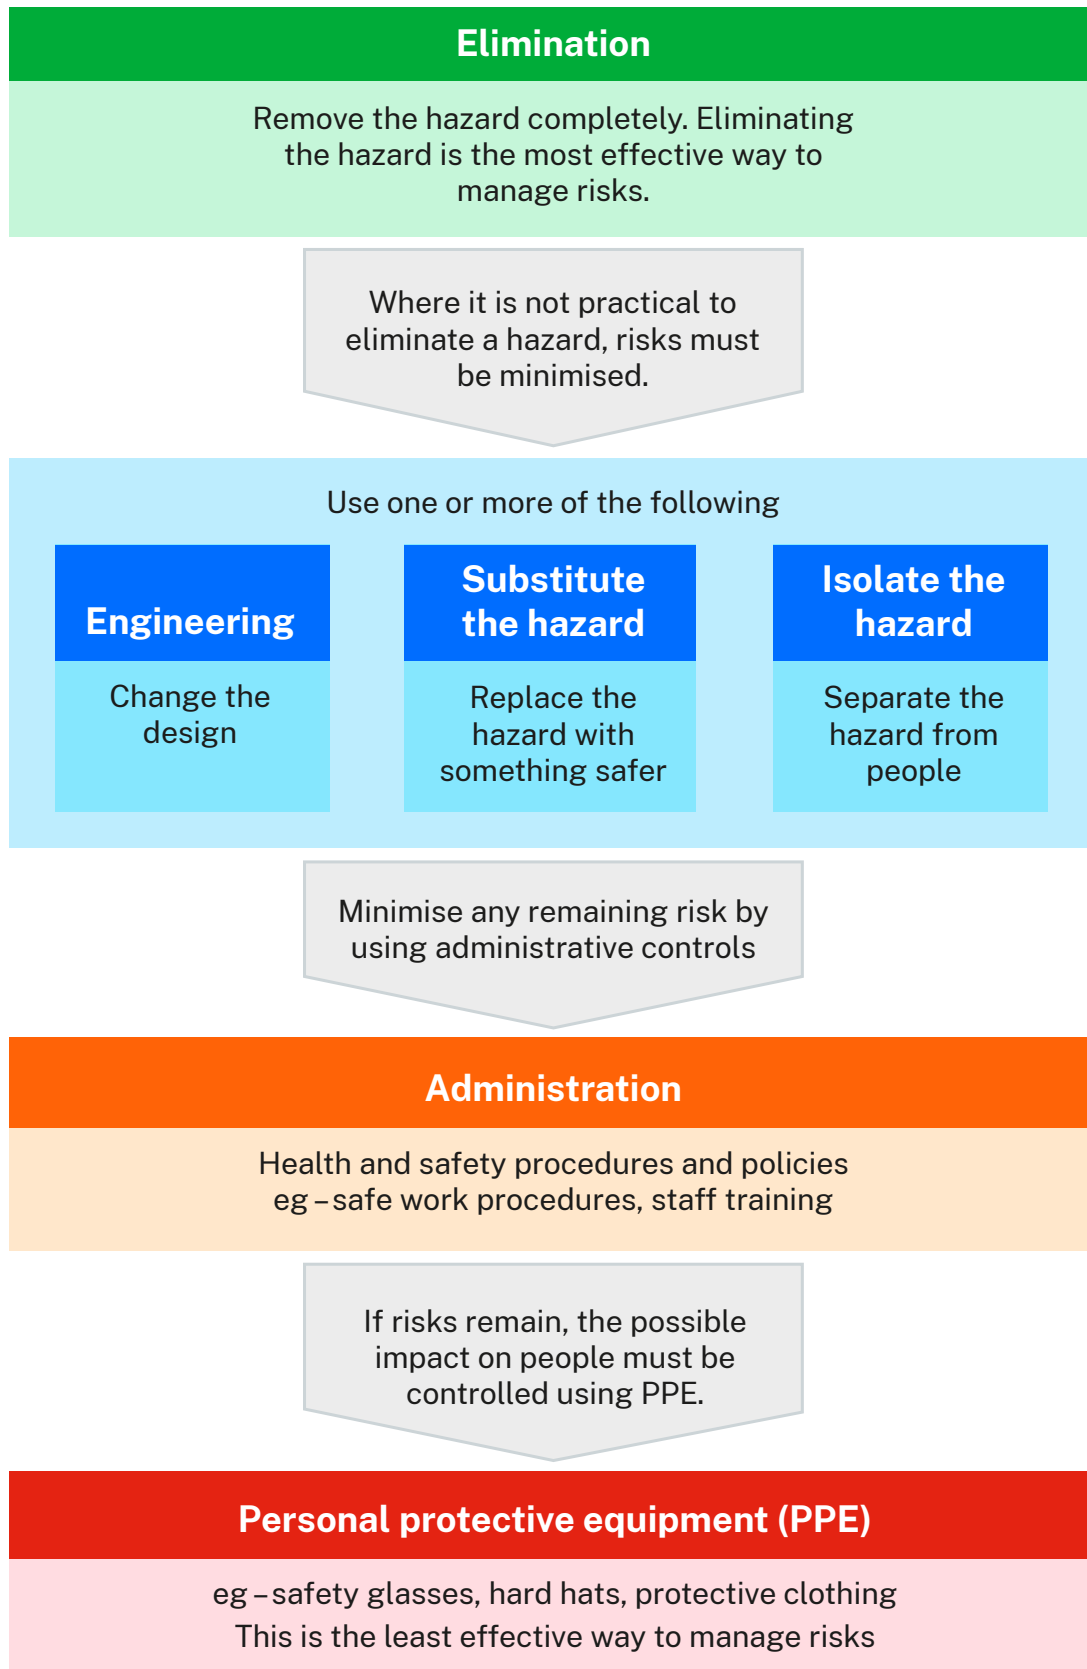 Elimination
Remove the hazard completely. Eliminating
the hazard is the most effective way to
manage risks.
Where it is not practical to
eliminate a hazard, risks must
be minimised.
Use one or more of the following
Engineering
Change the
design
Substitute
the hazard
Replace the
hazard with
something safer
Isolate the
hazard
Separate the
hazard from
people
Minimise any remaining risk by
using administrative controls
Administration
Health and safety procedures and policies
eg – safe work procedures, staff training
If risks remain, the possible
impact on people must be
controlled using PPE.
Personal protective equipment (PPE)
eg – safety glasses, hard hats, protective clothing
This is the least effective way to manage risks